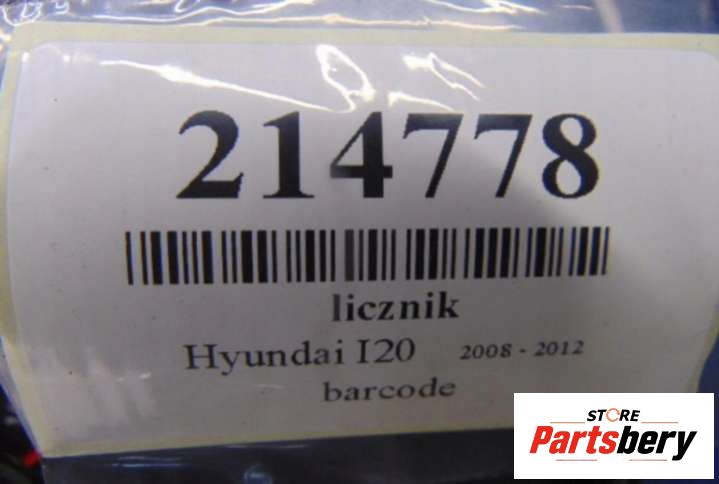 214778
licznik
Hyundai I20 2008 - 2012
barcode
STORE
Partsbery